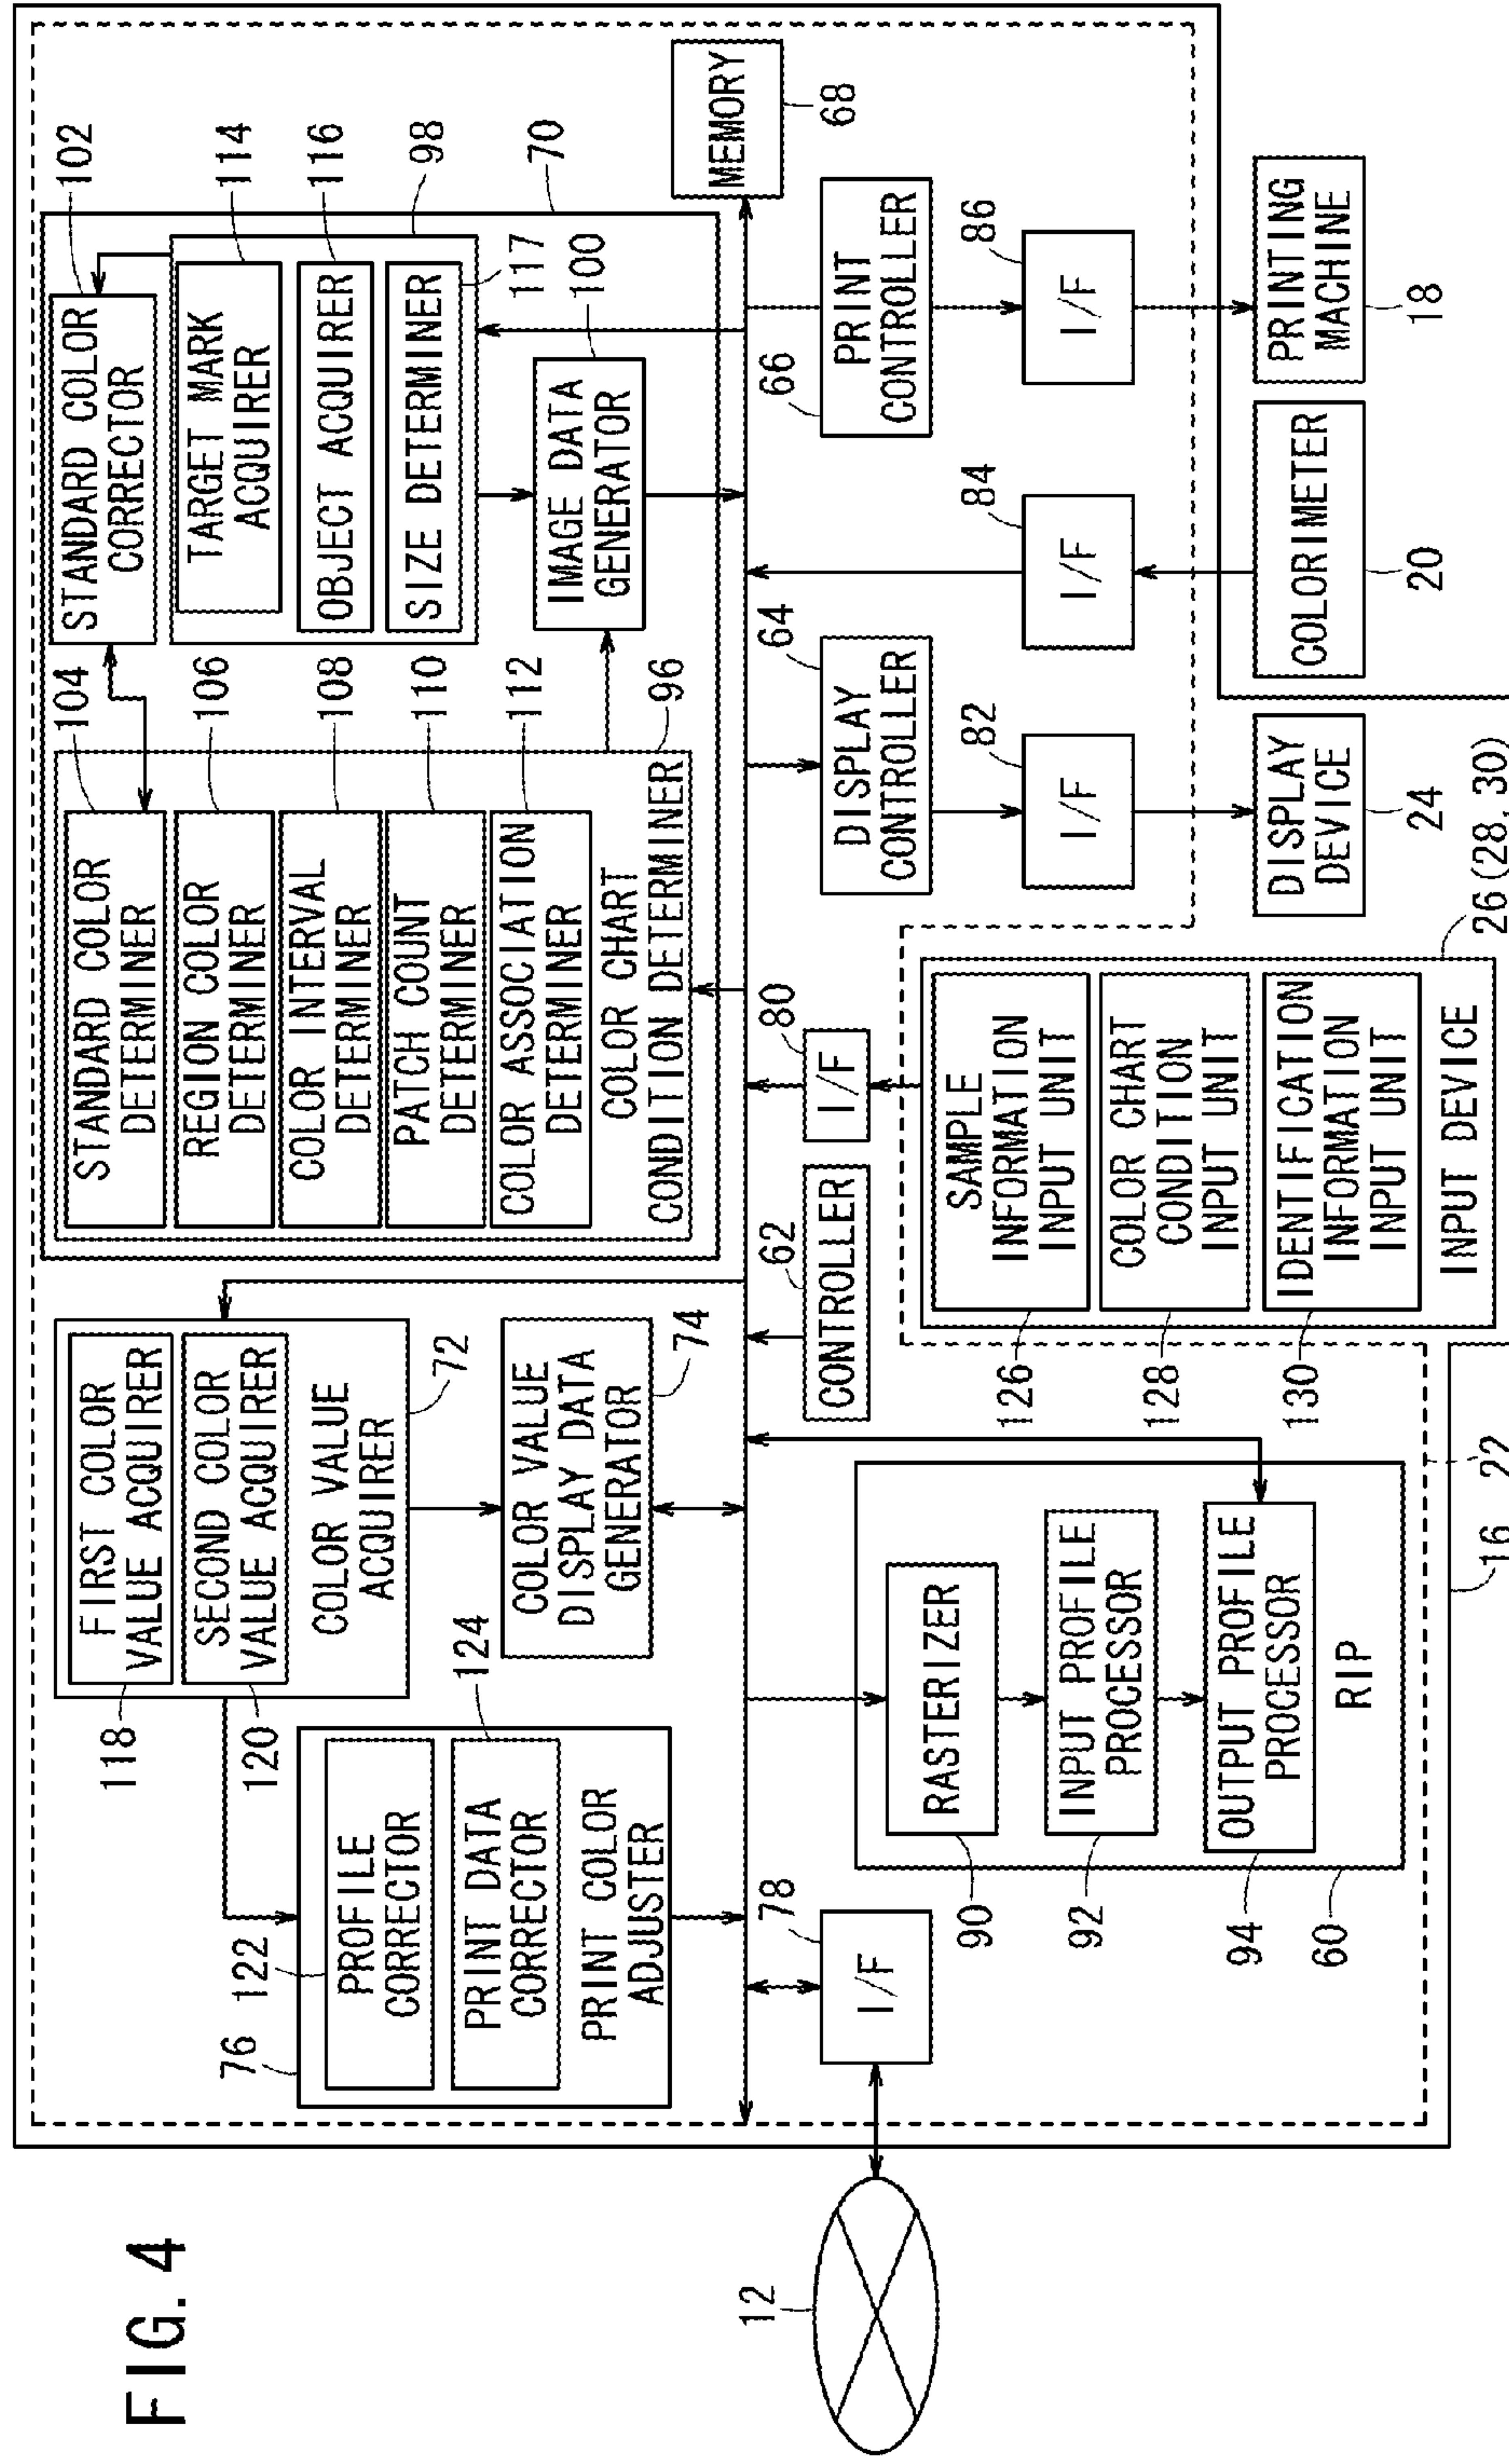 FIG. 4
12
76
122
PROFILE
CORRECTOR
124
PRINT DATA
CORRECTOR
PRINT COLOR
ADJUSTER
118
120
FIRST COLOR
VALUE ACQUIRER
SECOND COLOR
VALUE ACQUIRER
COLOR VALUE
ACQUIRER
72
COLOR VALUE
DISPLAY DATA
GENERATOR
74
104
STANDARD COLOR
DETERMINER
106
REGION COLOR
DETERMINER
108
COLOR INTERVAL
DETERMINER
110
PATCH COUNT
DETERMINER
112
COLOR ASSOCIATION
DETERMINER
COLOR CHART
CONDITION DETERMINER
96
102
STANDARD COLOR
CORRECTOR
114
TARGET MARK
ACQUIRER
116
OBJECT ACQUIRER
98
SIZE DETERMINER
117
100
IMAGE DATA
GENERATOR
70
MEMORY
68
78
I/F
90
RASTERIZER
92
INPUT PROFILE
PROCESSOR
94
OUTPUT PROFILE
PROCESSOR
60
RIP
62
CONTROLLER
80
I/F
64
DISPLAY
CONTROLLER
82
I/F
84
I/F
66
PRINT
CONTROLLER
86
I/F
126
SAMPLE
INFORMATION
INPUT UNIT
128
COLOR CHART
CONDITION
INPUT UNIT
130
IDENTIFICATION
INFORMATION
INPUT UNIT
INPUT DEVICE
26 (28, 30)
DISPLAY
DEVICE
24
COLORIMETER
20
PRINTING
MACHINE
18
22
16